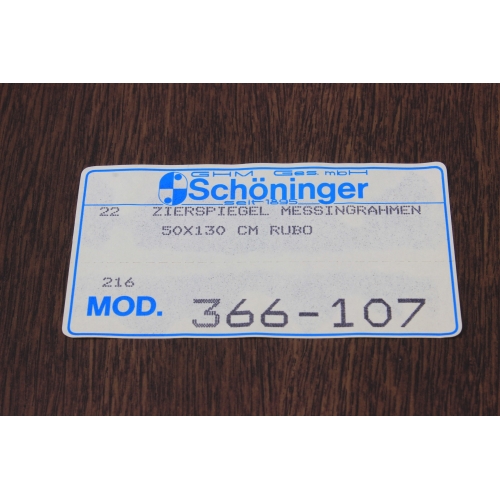 GHM Ges mbH
Schöninger
seit 1895
22 ZIERSPIEGEL MESSINGRAHMEN
50X130 CM RUBO
216
MOD. 366-107